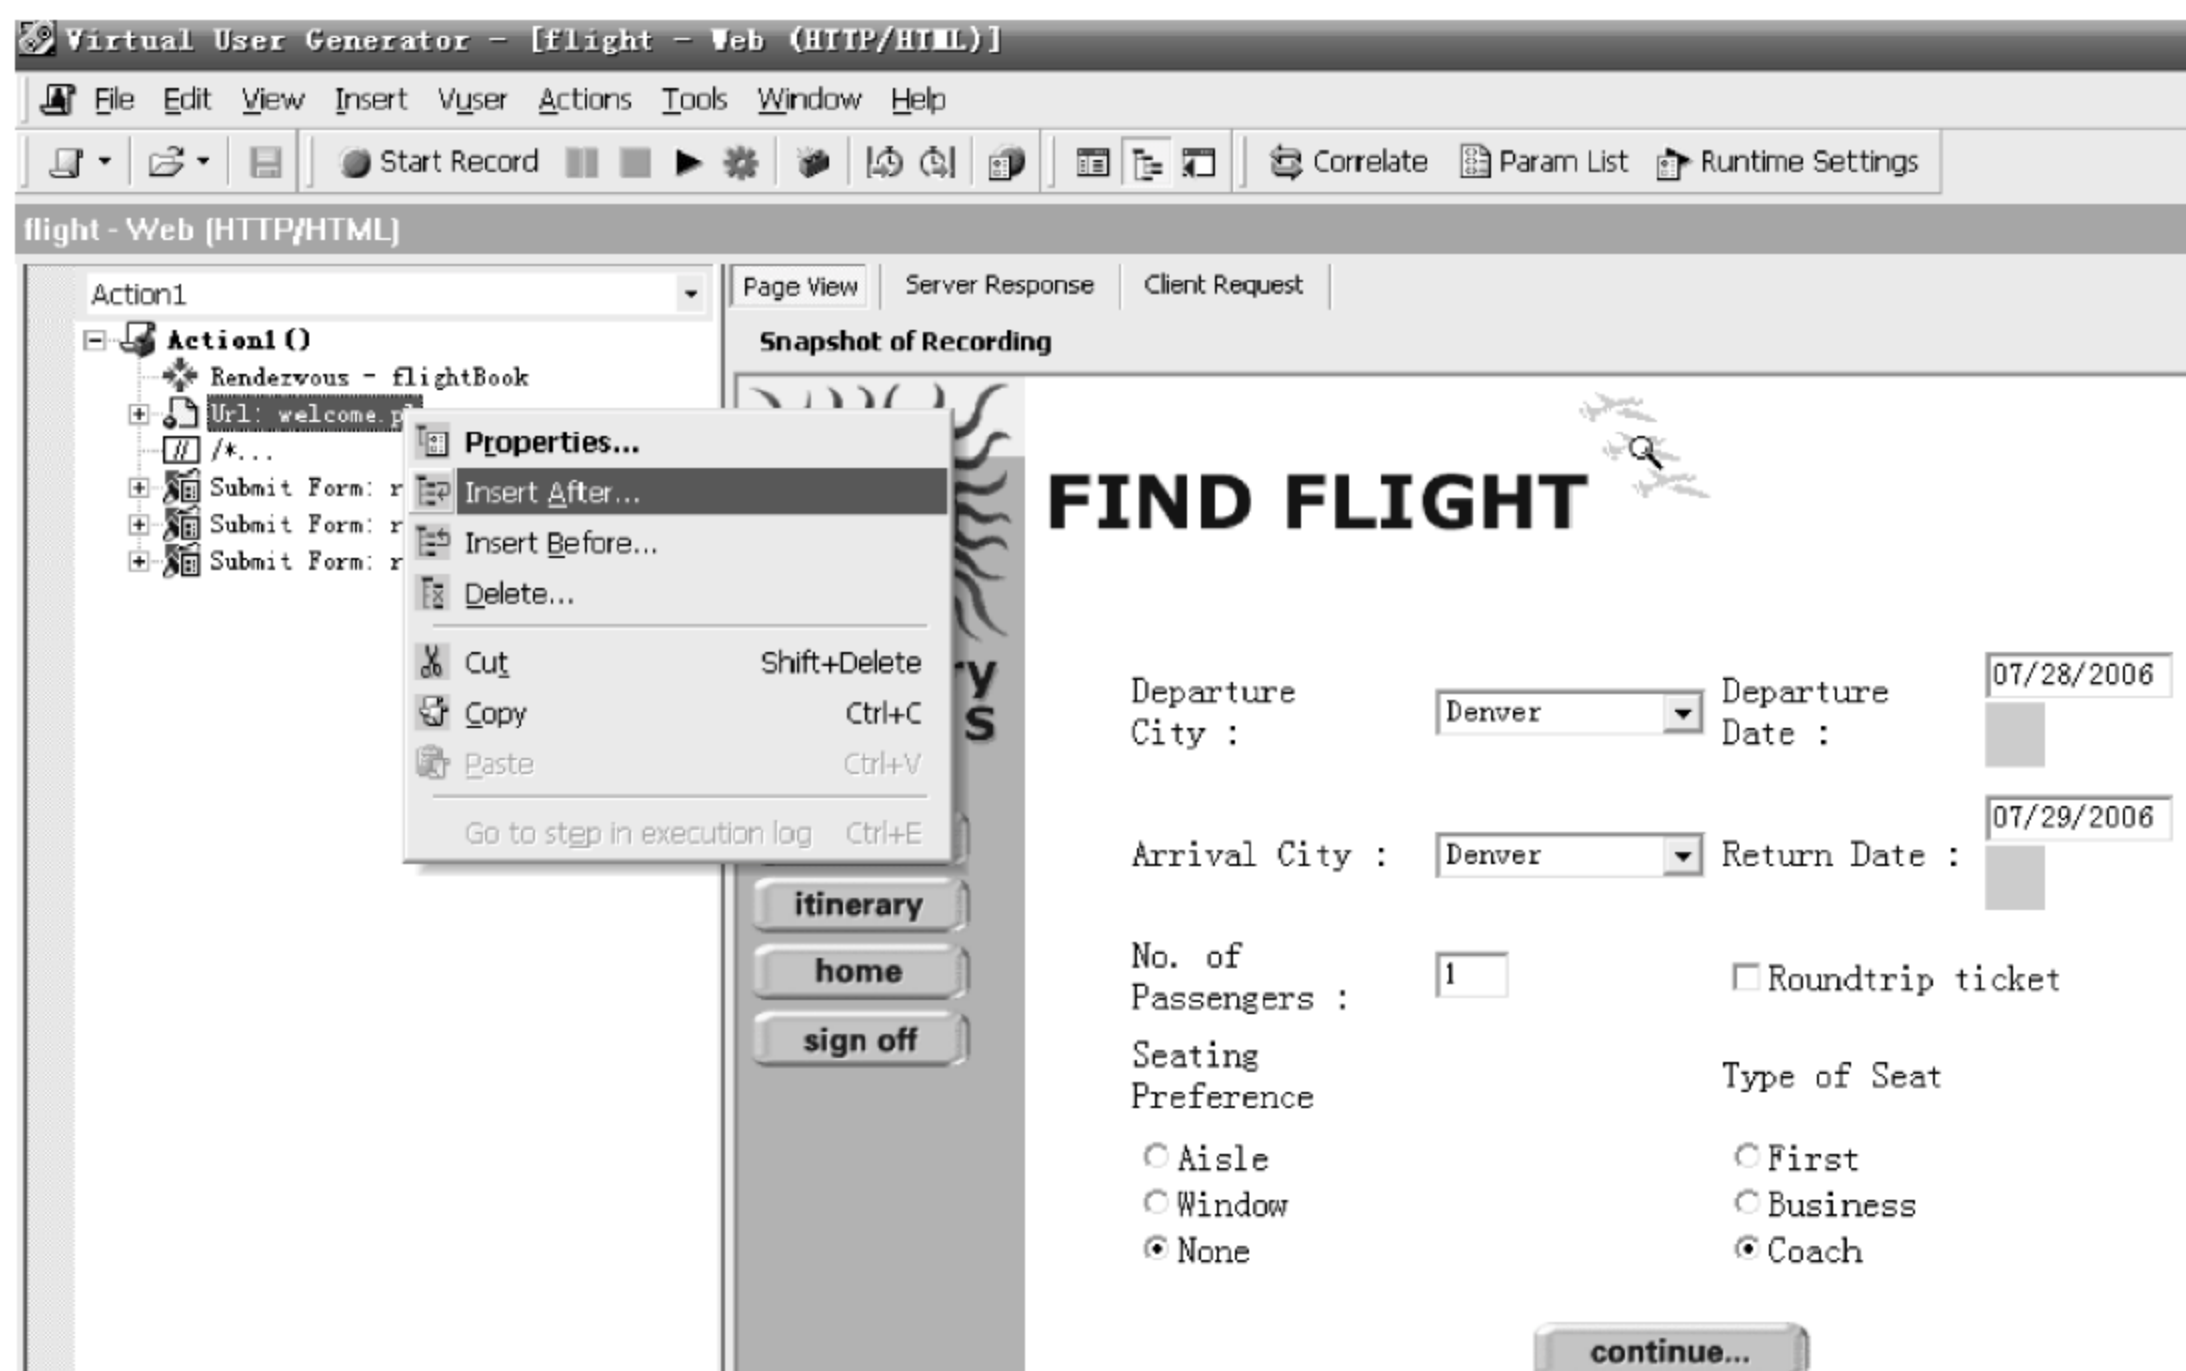 Virtual User Generator - [flight - Web (HTTP/HTML)]
File Edit View Insert Vuser Actions Tools Window Help
Start Record Correlate Param List Runtime Settings
flight - Web (HTTP/HTML)
Action1
Page View Server Response Client Request
Snapshot of Recording
Action1()
Rendezvous - flightBook
Url: welcome.p
/*...
Submit Form: r
Submit Form: r
Submit Form: r
Properties...
Insert After...
Insert Before...
Delete...
Cut Shift+Delete
Copy Ctrl+C
Paste Ctrl+V
Go to step in execution log Ctrl+E
y
S
itinerary
home
sign off
FIND FLIGHT
Departure City : Denver Departure Date : 07/28/2006
Arrival City : Denver Return Date : 07/29/2006
No. of Passengers : 1 Roundtrip ticket
Seating Preference Type of Seat
Aisle First
Window Business
None Coach
continue...